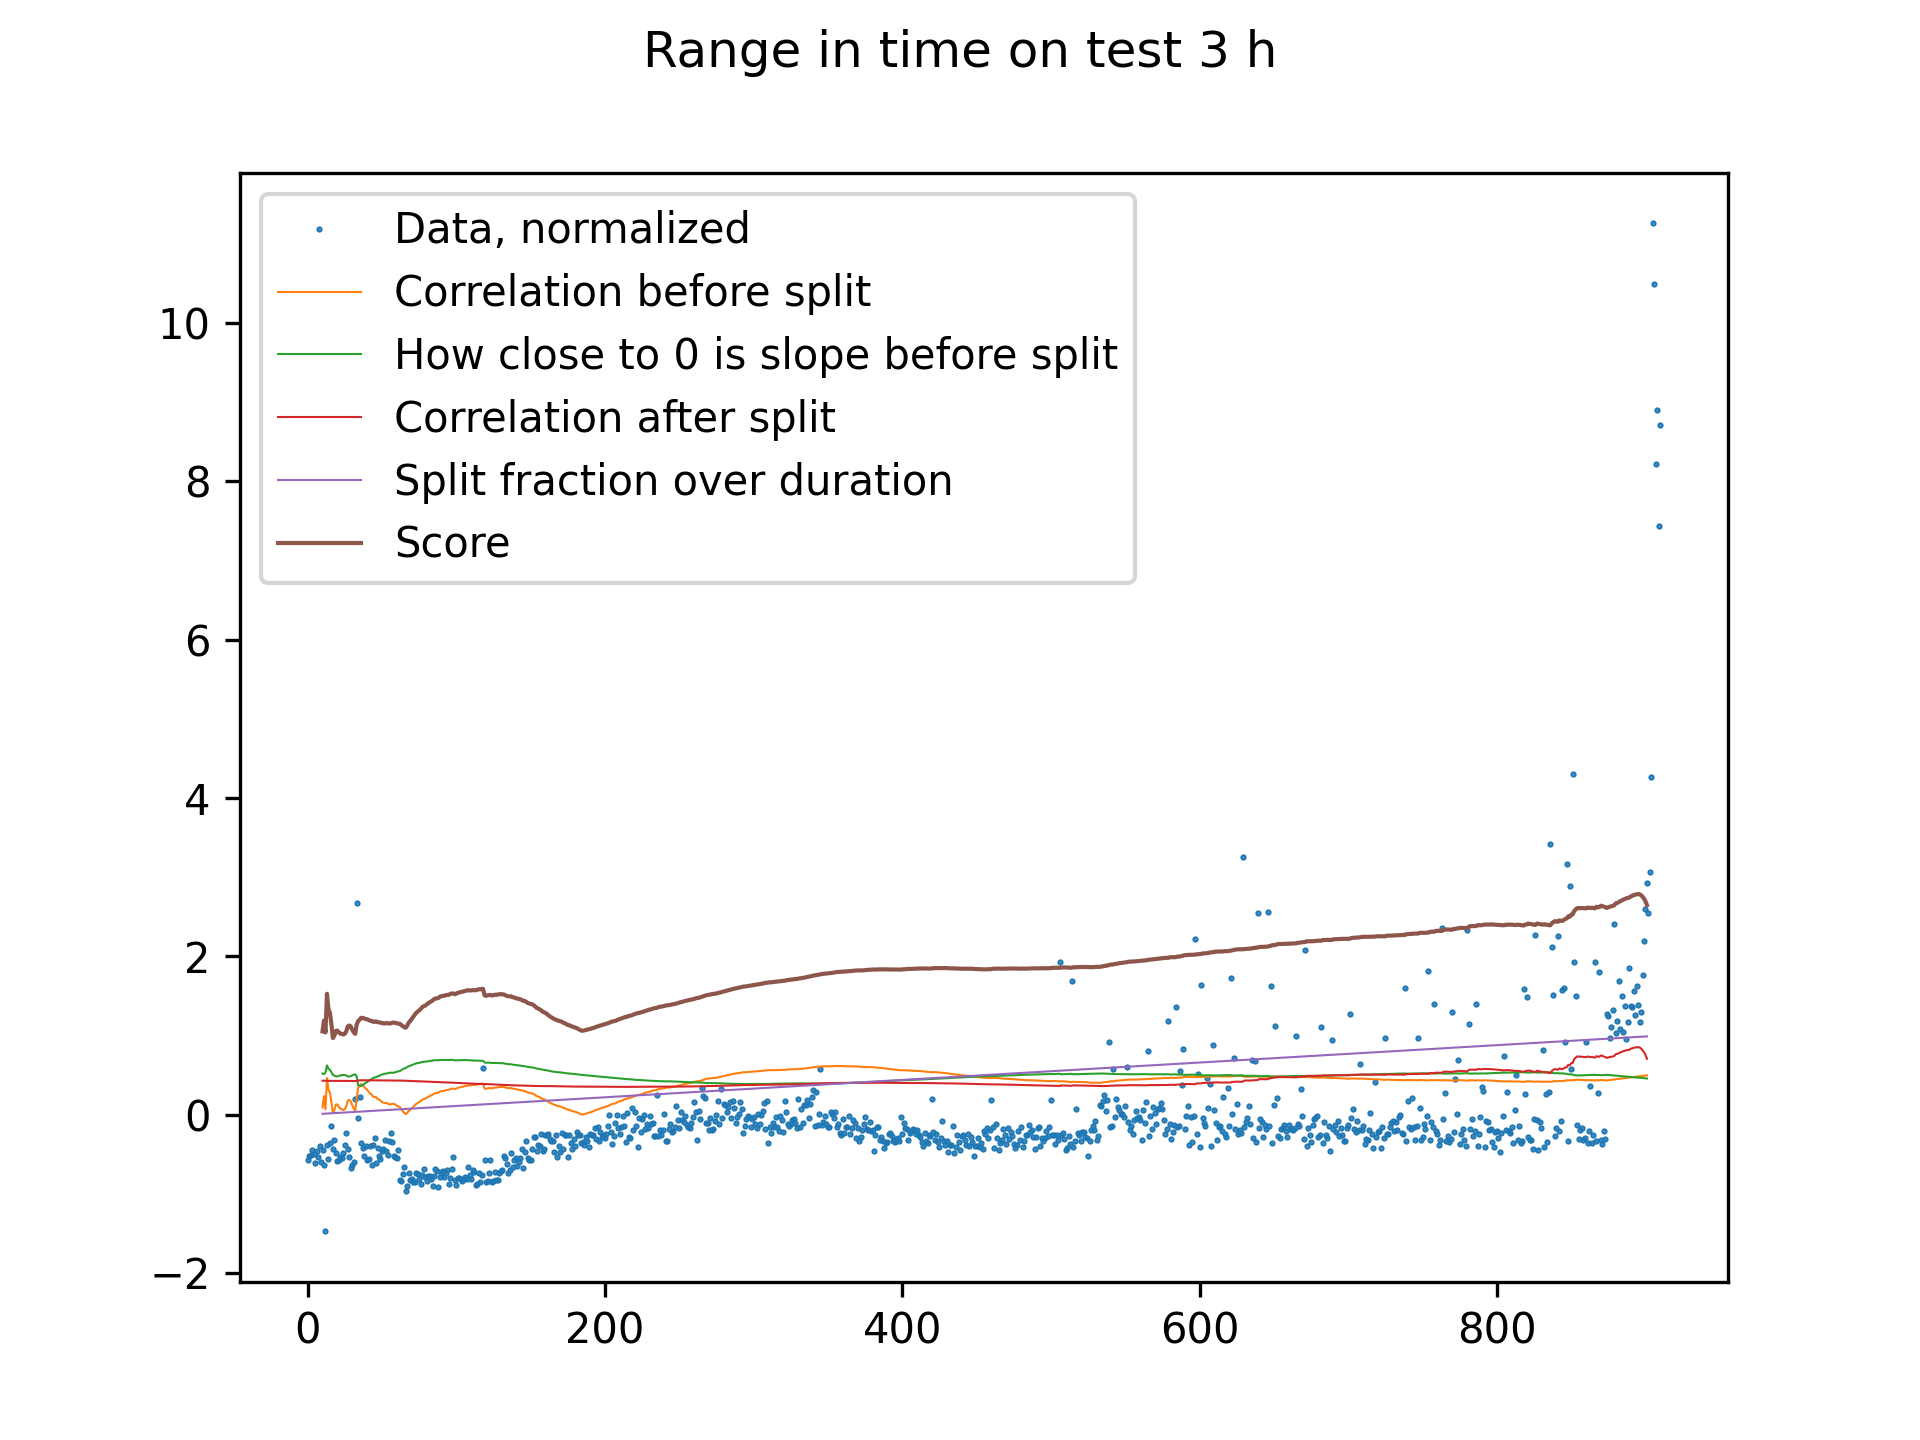 Range in time on test 3 h
Data, normalized
Correlation before split
How close to 0 is slope before split
Correlation after split
Split fraction over duration
Score
10
8
6
4
2
0
−2
0 200 400 600 800